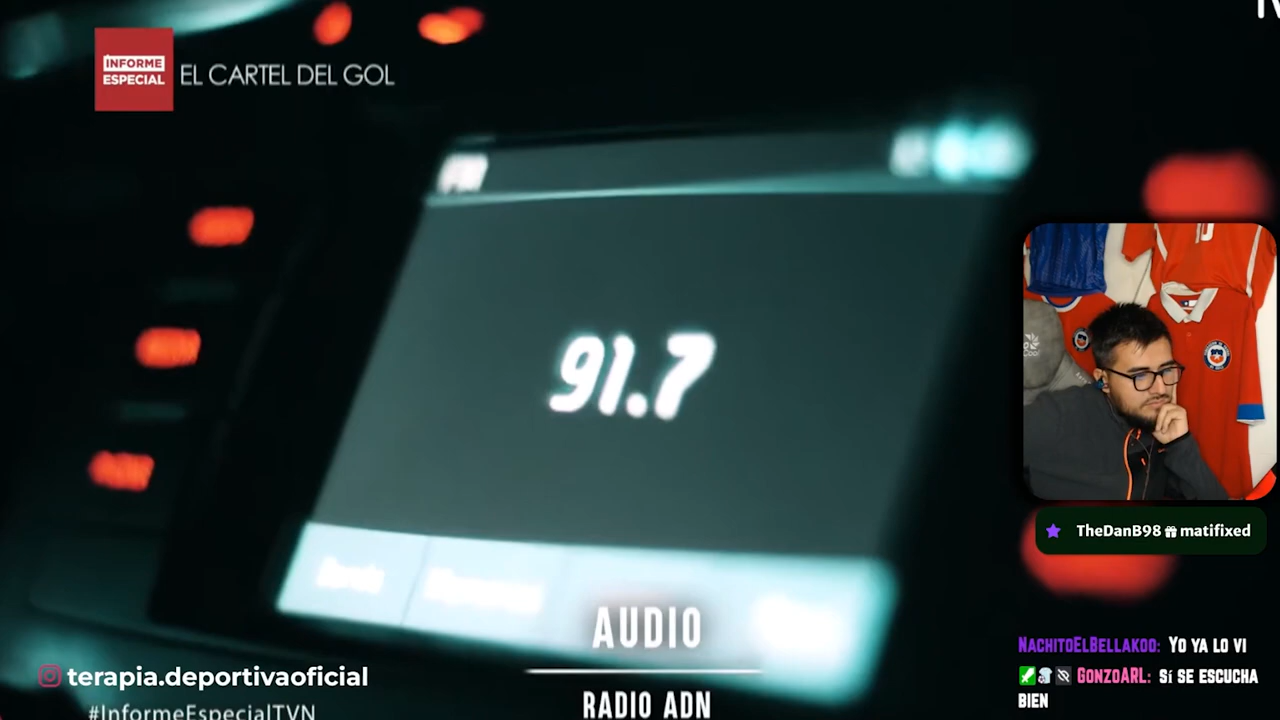 INFORME
ESPECIAL
EL CARTEL DEL GOL
91.7
TheDanB98 matifixed
AUDIO
RADIO ADN
terapia.deportivaoficial
#InformeEspecialTVN
NachitoElBellakoo: Yo ya lo vi
GonzoARL: Sí se escucha
bien